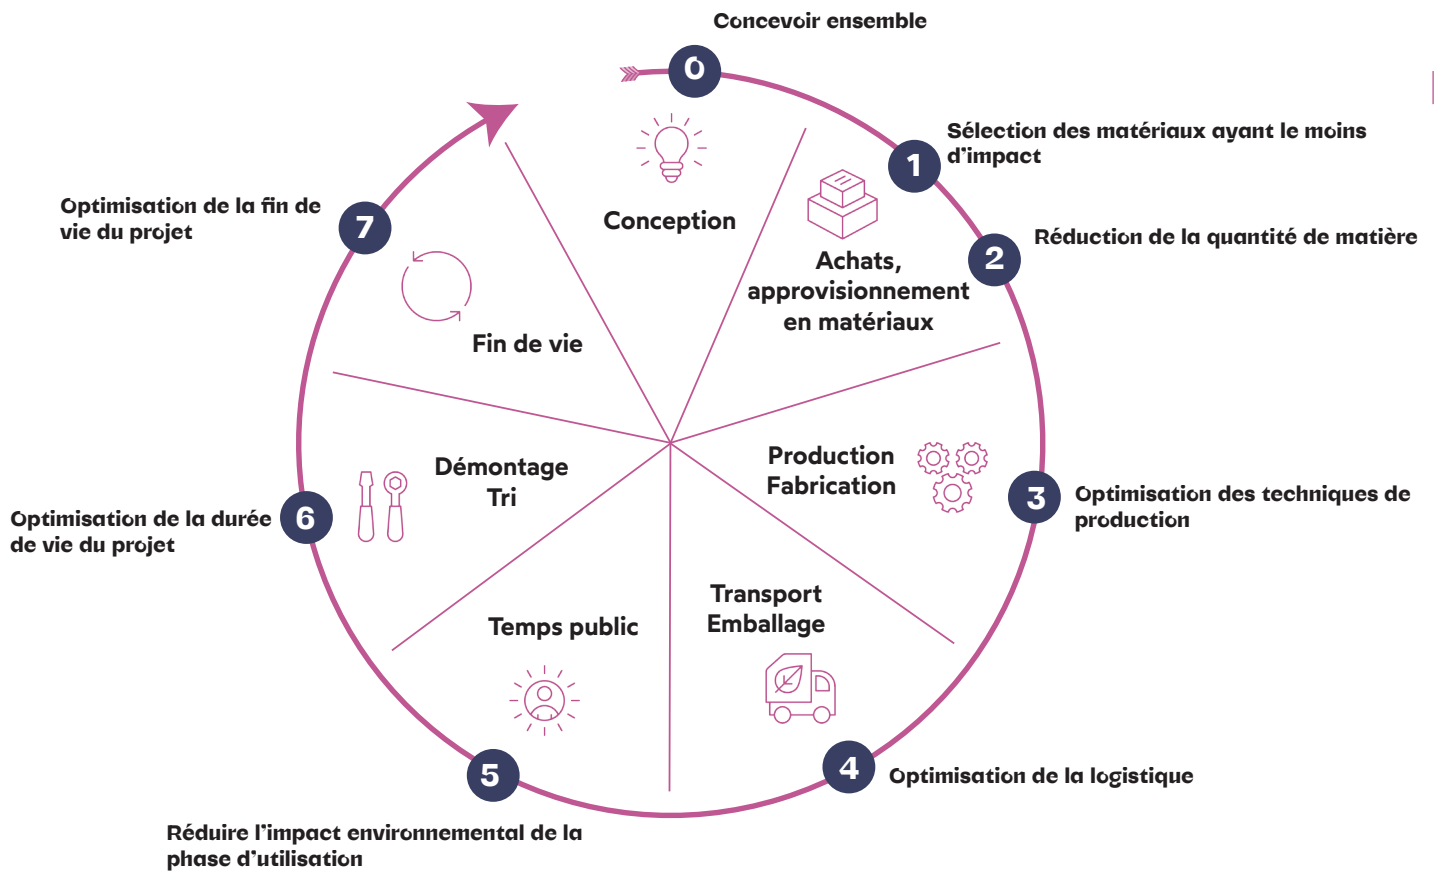 Concevoir ensemble
0
Sélection des matériaux ayant le moins
d'impact
1
Optimisation de la fin de
vie du projet
7
Conception
Réduction de la quantité de matière
2
Achats,
approvisionnement
en matériaux
Fin de vie
Production
Fabrication
Démontage
Tri
3
Optimisation des techniques de
production
Optimisation de la durée
de vie du projet
6
Transport
Emballage
Temps public
4
Optimisation de la logistique
5
Réduire l'impact environnemental de la
phase d'utilisation